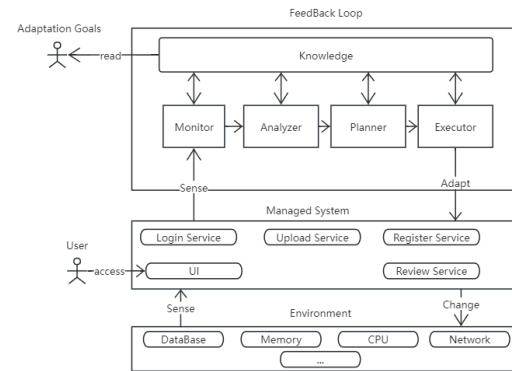 FeedBack Loop
Adaptation Goals
read
Knowledge
Monitor
Analyzer
Planner
Executor
Sense
Adapt
Managed System
Login Service
Upload Service
Register Service
User
access
UI
Review Service
Sense
Change
Environment
DataBase
Memory
CPU
Network
...